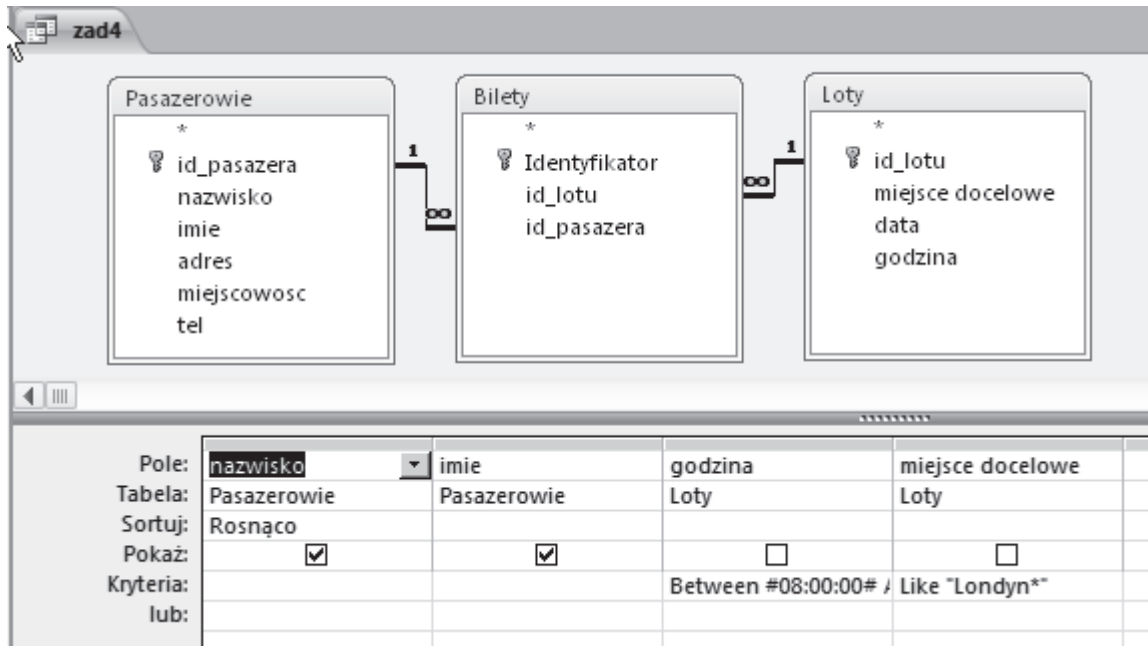 zad4
Pasazerowie
*
id_pasazera
nazwisko
imie
adres
miejscowosc
tel
1
∞
Bilety
*
Identyfikator
id_lotu
id_pasazera
∞
1
Loty
*
id_lotu
miejsce docelowe
data
godzina
Pole: nazwisko imie godzina miejsce docelowe
Tabela: Pasazerowie Pasazerowie Loty Loty
Sortuj: Rosnąco
Pokaż:
Kryteria: Between #08:00:00# Like "Londyn*"
lub: